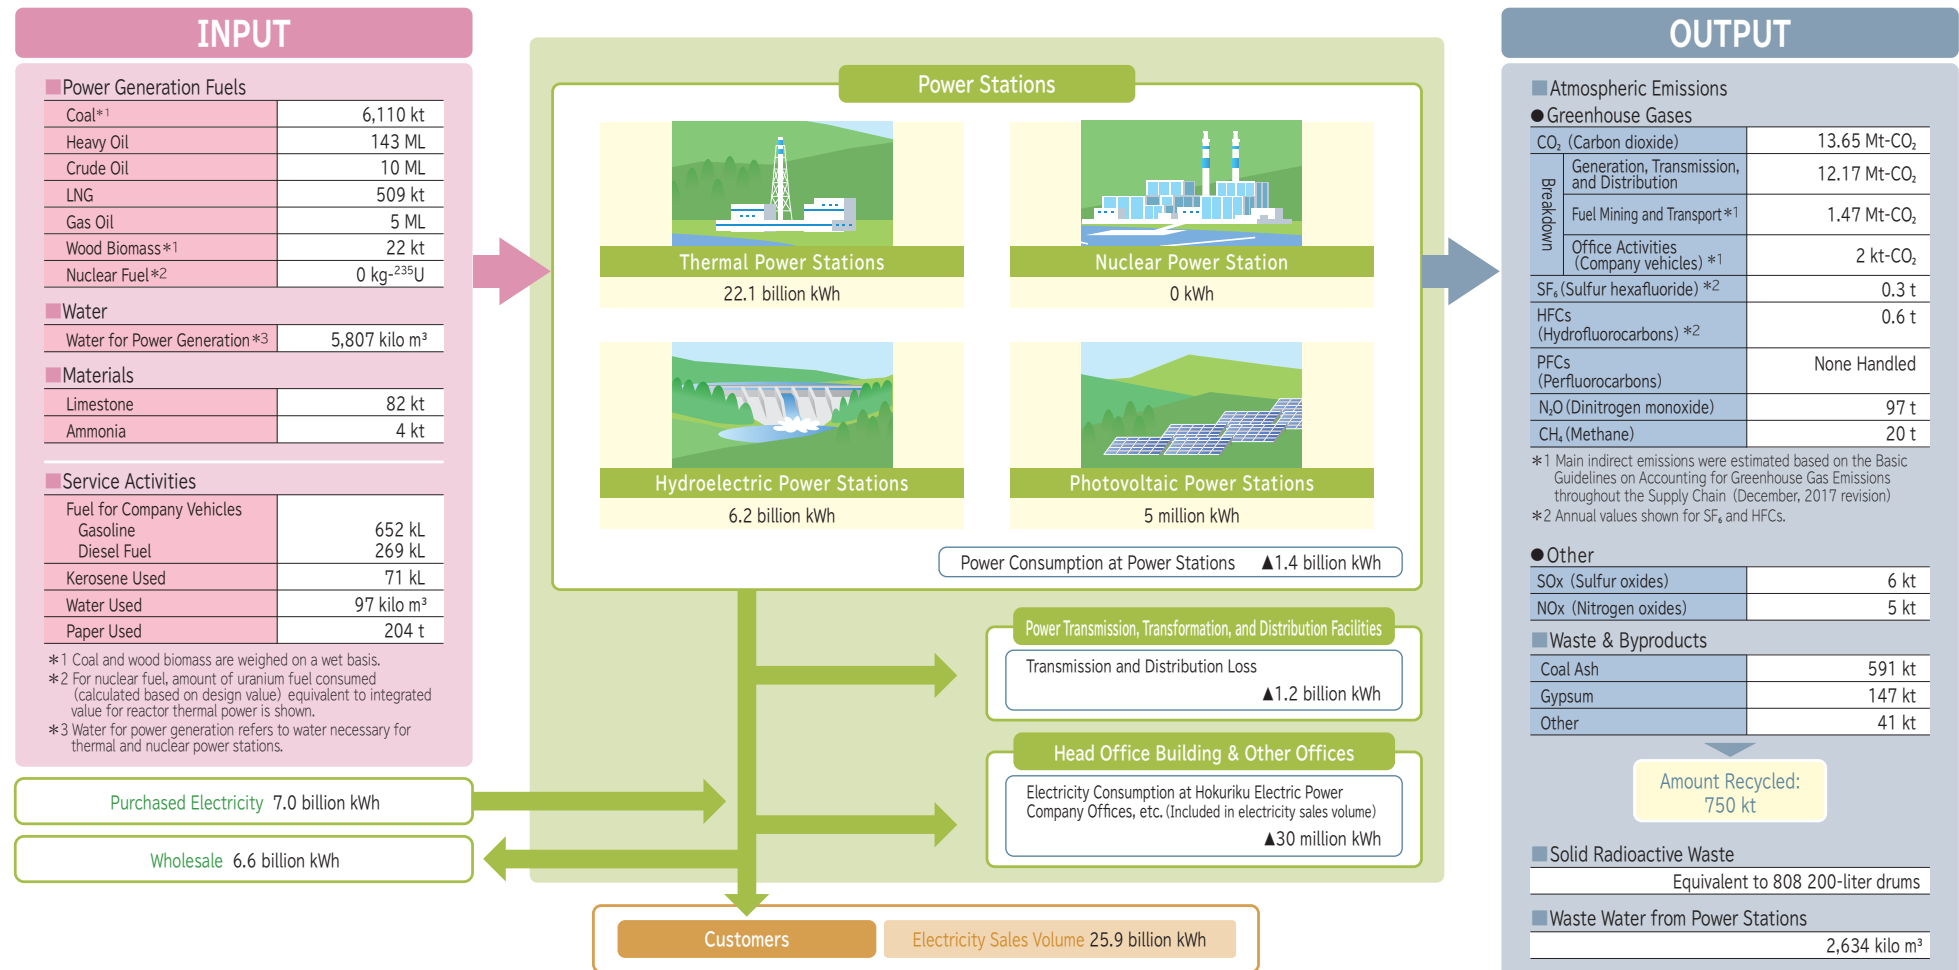 INPUT
■Power Generation Fuels
Coal*1 6,110 kt
Heavy Oil 143 ML
Crude Oil 10 ML
LNG 509 kt
Gas Oil 5 ML
Wood Biomass*1 22 kt
Nuclear Fuel*2 0 kg-²³⁵U
■Water
Water for Power Generation*3 5,807 kilo m³
■Materials
Limestone 82 kt
Ammonia 4 kt
■Service Activities
Fuel for Company Vehicles
Gasoline 652 kL
Diesel Fuel 269 kL
Kerosene Used 71 kL
Water Used 97 kilo m³
Paper Used 204 t
*1 Coal and wood biomass are weighed on a wet basis.
*2 For nuclear fuel, amount of uranium fuel consumed
(calculated based on design value) equivalent to integrated
value for reactor thermal power is shown.
*3 Water for power generation refers to water necessary for
thermal and nuclear power stations.
Purchased Electricity 7.0 billion kWh
Wholesale 6.6 billion kWh
Power Stations
Thermal Power Stations
22.1 billion kWh
Nuclear Power Station
0 kWh
Hydroelectric Power Stations
6.2 billion kWh
Photovoltaic Power Stations
5 million kWh
Power Consumption at Power Stations ▲1.4 billion kWh
Power Transmission, Transformation, and Distribution Facilities
Transmission and Distribution Loss
▲1.2 billion kWh
Head Office Building & Other Offices
Electricity Consumption at Hokuriku Electric Power
Company Offices, etc. (Included in electricity sales volume)
▲30 million kWh
Customers
Electricity Sales Volume 25.9 billion kWh
OUTPUT
■Atmospheric Emissions
●Greenhouse Gases
CO₂ (Carbon dioxide) 13.65 Mt-CO₂
Breakdown
Generation, Transmission,
and Distribution 12.17 Mt-CO₂
Fuel Mining and Transport*1 1.47 Mt-CO₂
Office Activities
(Company vehicles) *1 2 kt-CO₂
SF₆ (Sulfur hexafluoride) *2 0.3 t
HFCs
(Hydrofluorocarbons) *2 0.6 t
PFCs
(Perfluorocarbons) None Handled
N₂O (Dinitrogen monoxide) 97 t
CH₄ (Methane) 20 t
*1 Main indirect emissions were estimated based on the Basic
Guidelines on Accounting for Greenhouse Gas Emissions
throughout the Supply Chain (December, 2017 revision)
*2 Annual values shown for SF₆ and HFCs.
●Other
SOx (Sulfur oxides) 6 kt
NOx (Nitrogen oxides) 5 kt
■Waste & Byproducts
Coal Ash 591 kt
Gypsum 147 kt
Other 41 kt
Amount Recycled:
750 kt
■Solid Radioactive Waste
Equivalent to 808 200-liter drums
■Waste Water from Power Stations
2,634 kilo m³